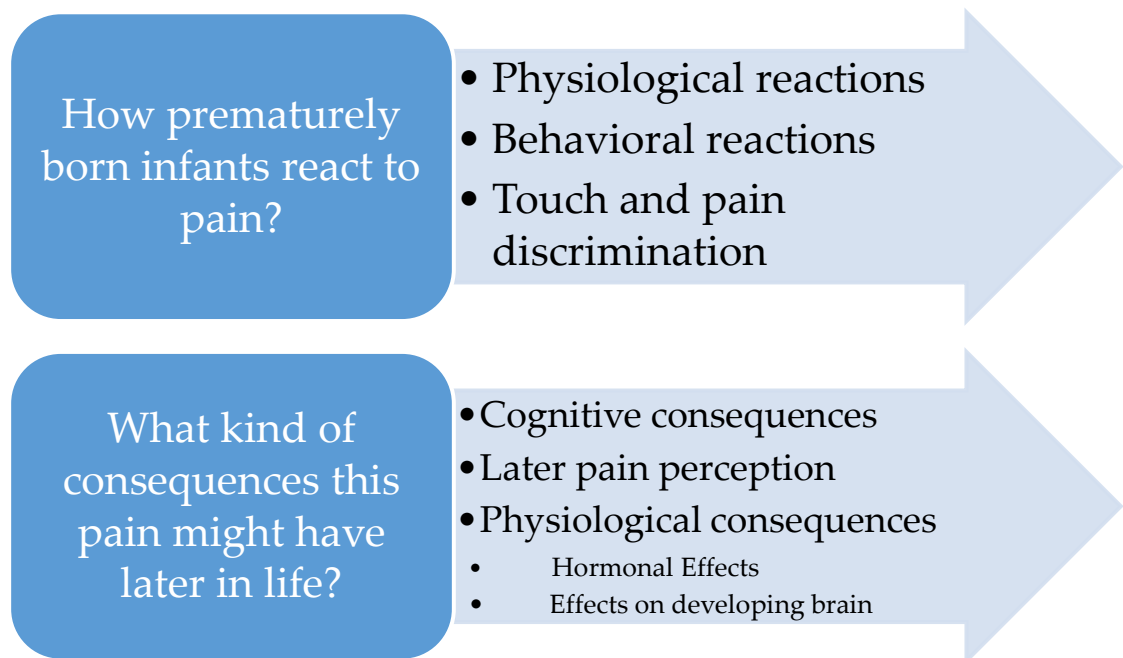 How prematurely
born infants react to
pain?
• Physiological reactions
• Behavioral reactions
• Touch and pain
discrimination
What kind of
consequences this
pain might have
later in life?
•Cognitive consequences
•Later pain perception
•Physiological consequences
• Hormonal Effects
• Effects on developing brain